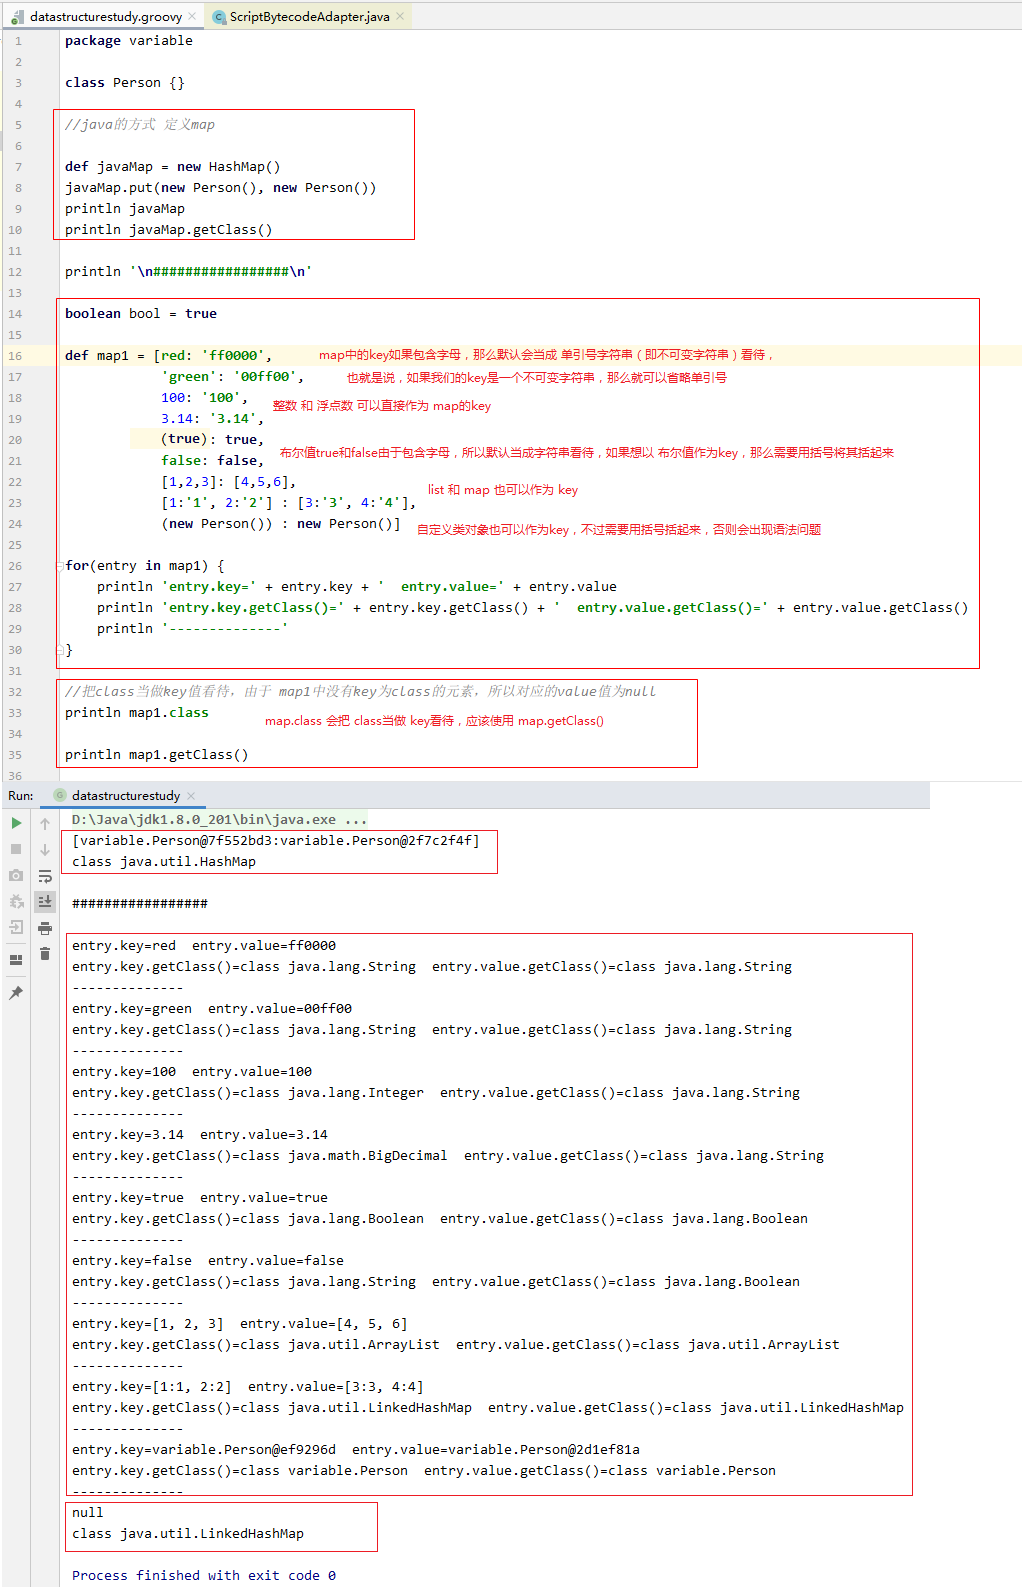 datastructurestudy.groovy × ScriptBytecodeAdapter.java ×
1 package variable
2
3 class Person {}
4
5 //java的方式 定义map
6
7 def javaMap = new HashMap()
8 javaMap.put(new Person(), new Person())
9 println javaMap
10 println javaMap.getClass()
11
12 println '\n#################\n'
13
14 boolean bool = true
15
16 def map1 = [red: 'ff0000', map中的key如果包含字母，那么默认会当成 单引号字符串（即不可变字符串）看待，
17 'green': '00ff00', 也就是说，如果我们的key是一个不可变字符串，那么就可以省略单引号
18 100: '100', 整数 和 浮点数 可以直接作为 map的key
19 3.14: '3.14',
20 (true): true,
21 false: false, 布尔值true和false由于包含字母，所以默认当成字符串看待，如果想以 布尔值作为key，那么需要用括号将其括起来
22 [1,2,3]: [4,5,6], list 和 map 也可以作为 key
23 [1:'1', 2:'2'] : [3:'3', 4:'4'],
24 (new Person()) : new Person()] 自定义类对象也可以作为key，不过需要用括号括起来，否则会出现语法问题
25
26 for(entry in map1) {
27 println 'entry.key=' + entry.key + '  entry.value=' + entry.value
28 println 'entry.key.getClass()=' + entry.key.getClass() + '  entry.value.getClass()=' + entry.value.getClass()
29 println '--------------'
30 }
31
32 //把class当做key值看待，由于 map1中没有key为class的元素，所以对应的value值为null
33 println map1.class map.class 会把 class当做 key看待，应该使用 map.getClass()
34
35 println map1.getClass()
36
Run: datastructurestudy ×
D:\Java\jdk1.8.0_201\bin\java.exe ...
[variable.Person@7f552bd3:variable.Person@2f7c2f4f]
class java.util.HashMap
#################
entry.key=red  entry.value=ff0000
entry.key.getClass()=class java.lang.String  entry.value.getClass()=class java.lang.String
--------------
entry.key=green  entry.value=00ff00
entry.key.getClass()=class java.lang.String  entry.value.getClass()=class java.lang.String
--------------
entry.key=100  entry.value=100
entry.key.getClass()=class java.lang.Integer  entry.value.getClass()=class java.lang.String
--------------
entry.key=3.14  entry.value=3.14
entry.key.getClass()=class java.math.BigDecimal  entry.value.getClass()=class java.lang.String
--------------
entry.key=true  entry.value=true
entry.key.getClass()=class java.lang.Boolean  entry.value.getClass()=class java.lang.Boolean
--------------
entry.key=false  entry.value=false
entry.key.getClass()=class java.lang.String  entry.value.getClass()=class java.lang.Boolean
--------------
entry.key=[1, 2, 3]  entry.value=[4, 5, 6]
entry.key.getClass()=class java.util.ArrayList  entry.value.getClass()=class java.util.ArrayList
--------------
entry.key=[1:1, 2:2]  entry.value=[3:3, 4:4]
entry.key.getClass()=class java.util.LinkedHashMap  entry.value.getClass()=class java.util.LinkedHashMap
--------------
entry.key=variable.Person@ef9296d  entry.value=variable.Person@2d1ef81a
entry.key.getClass()=class variable.Person  entry.value.getClass()=class variable.Person
--------------
null
class java.util.LinkedHashMap
Process finished with exit code 0